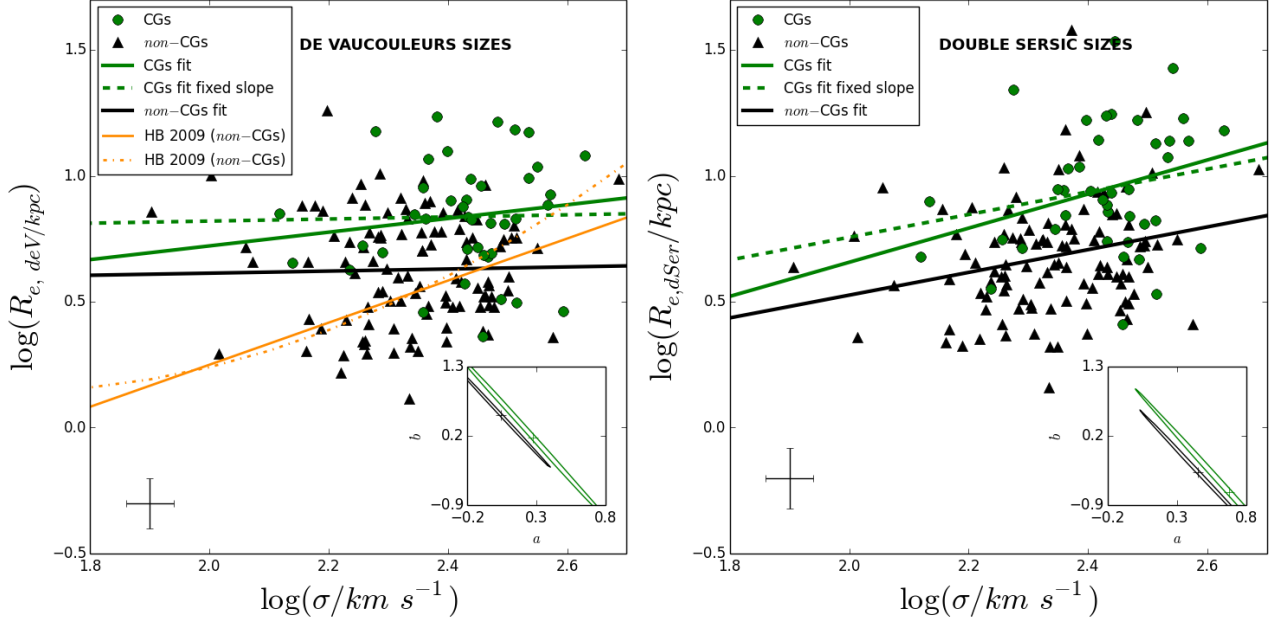 CGs
non−CGs
CGs fit
CGs fit fixed slope
non−CGs fit
HB 2009 (non−CGs)
HB 2009 (non−CGs)
DE VAUCOULEURS SIZES
log(R_{e, deV/kpc})
1.5
1.0
0.5
0.0
−0.5
1.8
2.0
2.2
2.4
2.6
log(σ/km s^{−1})
1.3
0.2
−0.9
b
−0.2
0.3
0.8
a
CGs
non−CGs
CGs fit
CGs fit fixed slope
non−CGs fit
DOUBLE SERSIC SIZES
log(R_{e,dSer}/kpc)
1.5
1.0
0.5
0.0
−0.5
1.8
2.0
2.2
2.4
2.6
log(σ/km s^{−1})
1.3
0.2
−0.9
b
−0.2
0.3
0.8
a